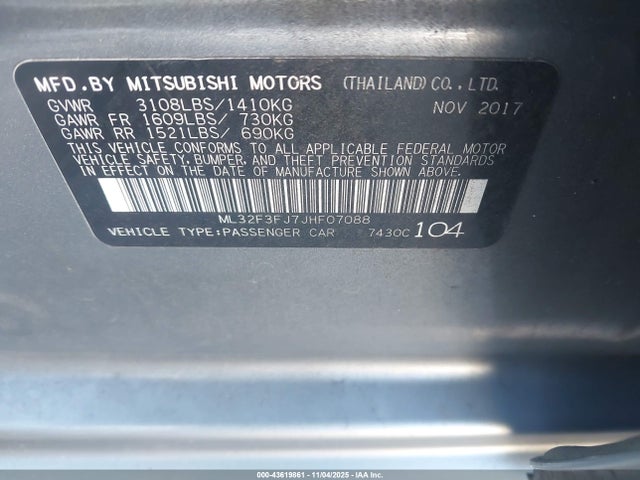 MFD.BY MITSUBISHI MOTORS (THAILAND) CO., LTD.
GVWR 3108LBS/1410KG NOV 2017
GAWR FR 1609LBS/ 730KG
GAWR RR 1521LBS/ 690KG
THIS VEHICLE CONFORMS TO ALL APPLICABLE FEDERAL MOTOR
VEHICLE SAFETY, BUMPER, AND THEFT PREVENTION STANDARDS
IN EFFECT ON THE DATE OF MANUFACTURE SHOWN ABOVE.
ML32F3FJ7JHF07088
VEHICLE TYPE:PASSENGER CAR 7430C 104
000-43619861 - 11/04/2025 - IAAI.COM